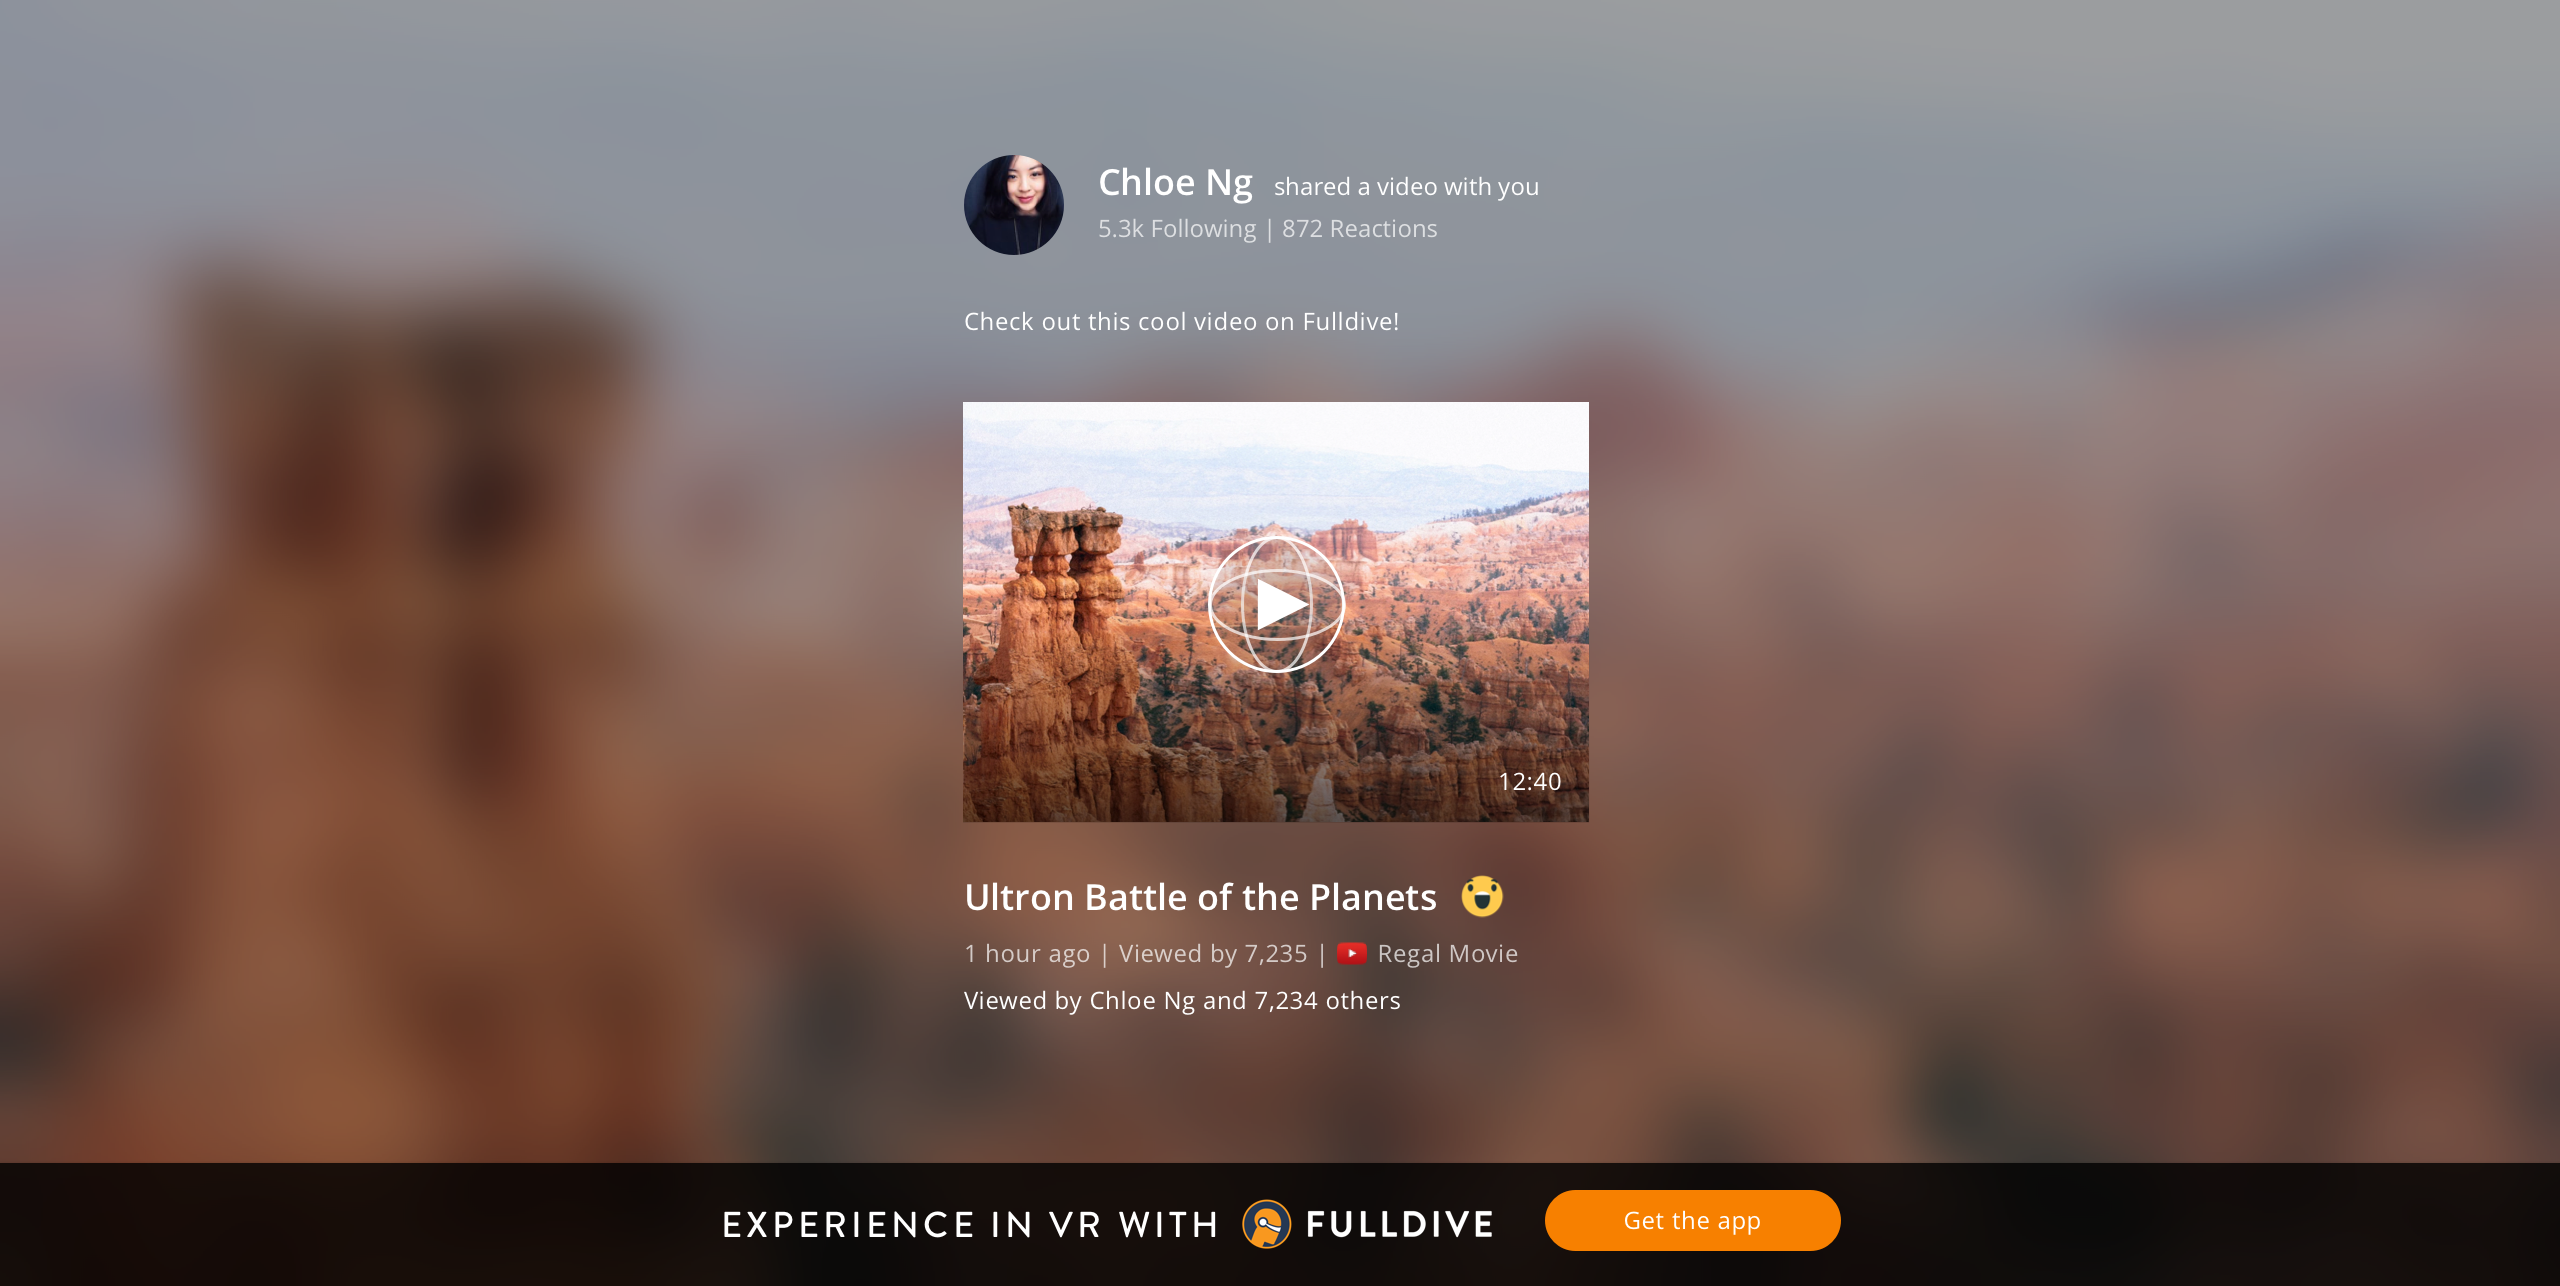 Chloe Ng shared a video with you
5.3k Following | 872 Reactions
Check out this cool video on Fulldive!
12:40
Ultron Battle of the Planets
1 hour ago | Viewed by 7,235 | Regal Movie
Viewed by Chloe Ng and 7,234 others
EXPERIENCE IN VR WITH FULLDIVE Get the app